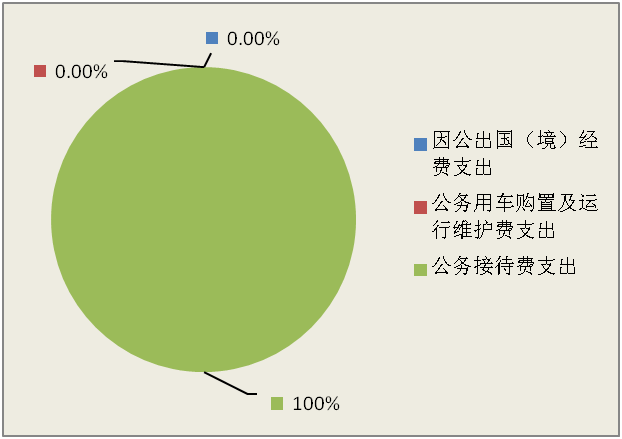 0.00%
0.00%
因公出国（境）经
费支出
公务用车购置及运
行维护费支出
公务接待费支出
100%